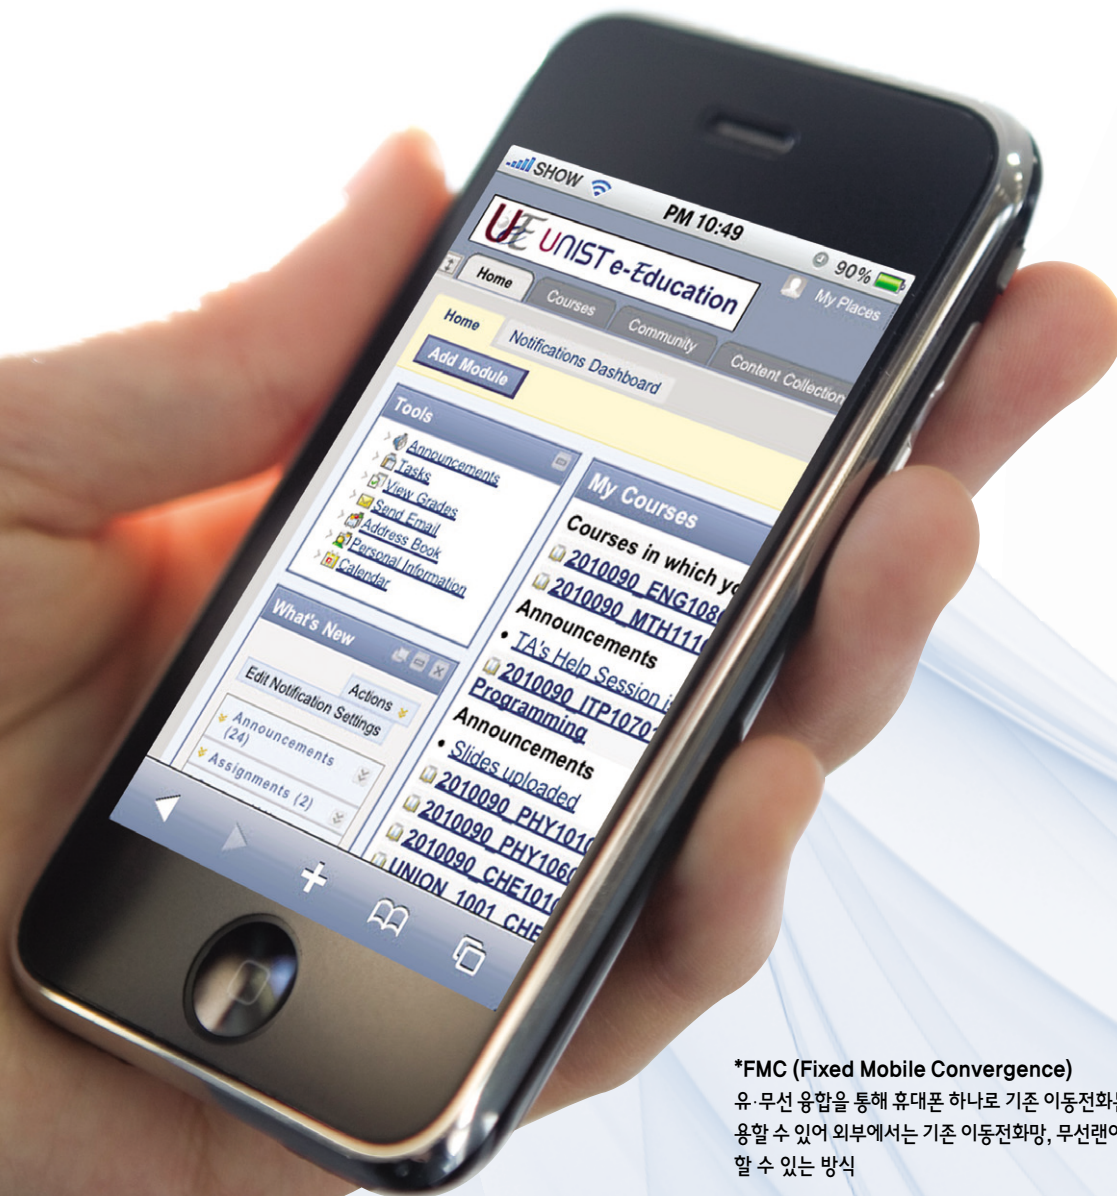 SHOW PM 10:49 90%
UNIST e-Education
My Places
Home Courses Community Content Collection
Home Notifications Dashboard
Add Module
Tools
Announcements
Tasks
View Grades
Send Email
Address Book
Personal Information
Calendar
What's New
Actions
Edit Notification Settings
Announcements
(24)
Assignments (2)
My Courses
Courses in which
2010090_ENG108
2010090_MTH111
Announcements
• TA's Help Session
2010090_ITP1070
Programming
Announcements
• Slides uploaded
2010090_PHY101
2010090_PHY106
2010090_CHE101
UNION_1001_CHE
*FMC (Fixed Mobile Convergence)
유·무선 융합을 통해 휴대폰 하나로 기존 이동전화
용할 수 있어 외부에서는 기존 이동전화망, 무선랜이
할 수 있는 방식